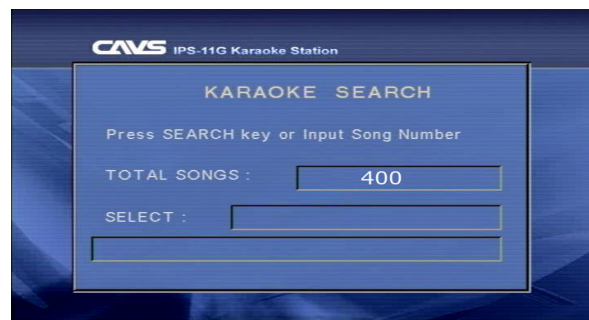 CAVS IPS-11G Karaoke Station
KARAOKE SEARCH
Press SEARCH key or Input Song Number
TOTAL SONGS : 400
SELECT :